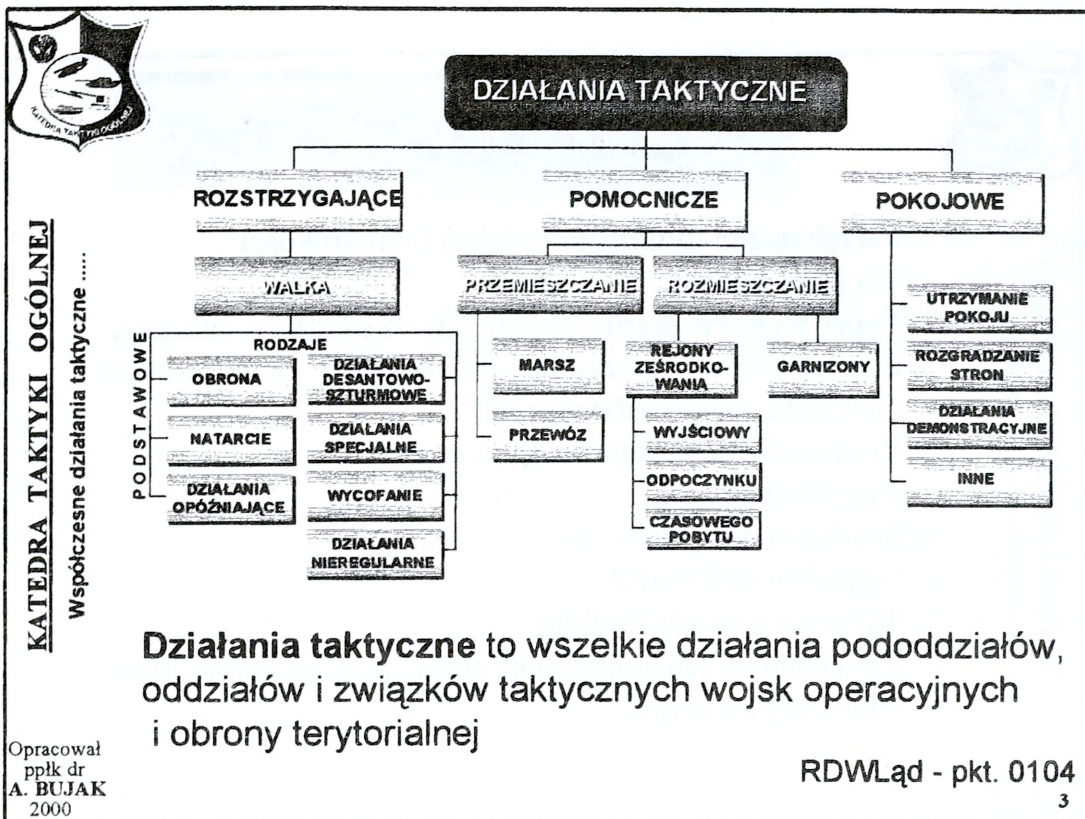 KATEDRA TAKTYKI OGÓLNEJ
DZIAŁANIA TAKTYCZNE
ROZSTRZYGAJĄCE
POMOCNICZE
POKOJOWE
WALKA
PRZEMIESZCZANIE
ROZMIESZCZANIE
RODZAJE
PODSTAWOWE
OBRONA
NATARCIE
DZIAŁANIA
OPÓŹNIAJĄCE
DZIAŁANIA
DESANTOWO-
SZTURMOWE
DZIAŁANIA
SPECJALNE
WYCOFANIE
DZIAŁANIA
NIEREGULARNE
MARSZ
PRZEWÓZ
REJONY
ZEŚRODKO-
WANIA
GARNIZONY
WYJŚCIOWY
ODPOCZYNKU
CZASOWEGO
POBYTU
UTRZYMANIE
POKOJU
ROZGRADZANIE
STRON
DZIAŁANIA
DEMONSTRACYJNE
INNE
KATEDRA TAKTYKI OGÓLNEJ
Współczesne działania taktyczne ......
Działania taktyczne to wszelkie działania pododdziałów,
oddziałów i związków taktycznych wojsk operacyjnych
i obrony terytorialnej
RDWLąd - pkt. 0104
Opracował
ppłk dr
A. BUJAK
2000
3